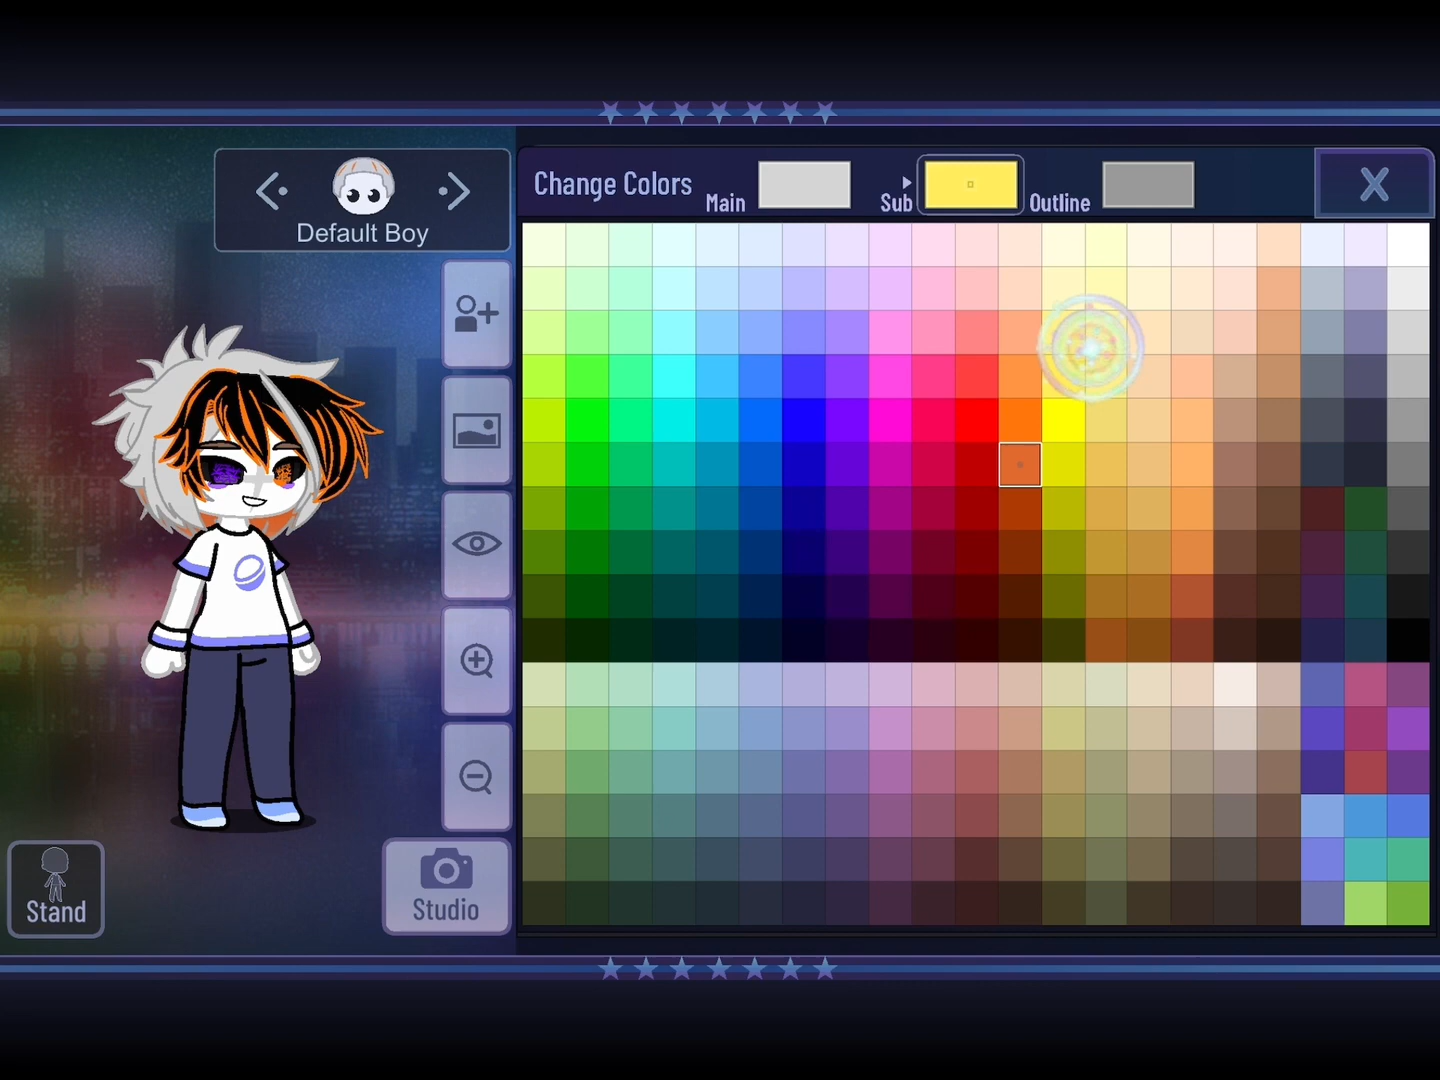 Default Boy
Change Colors
Main
Sub
Outline
X
Stand
Studio